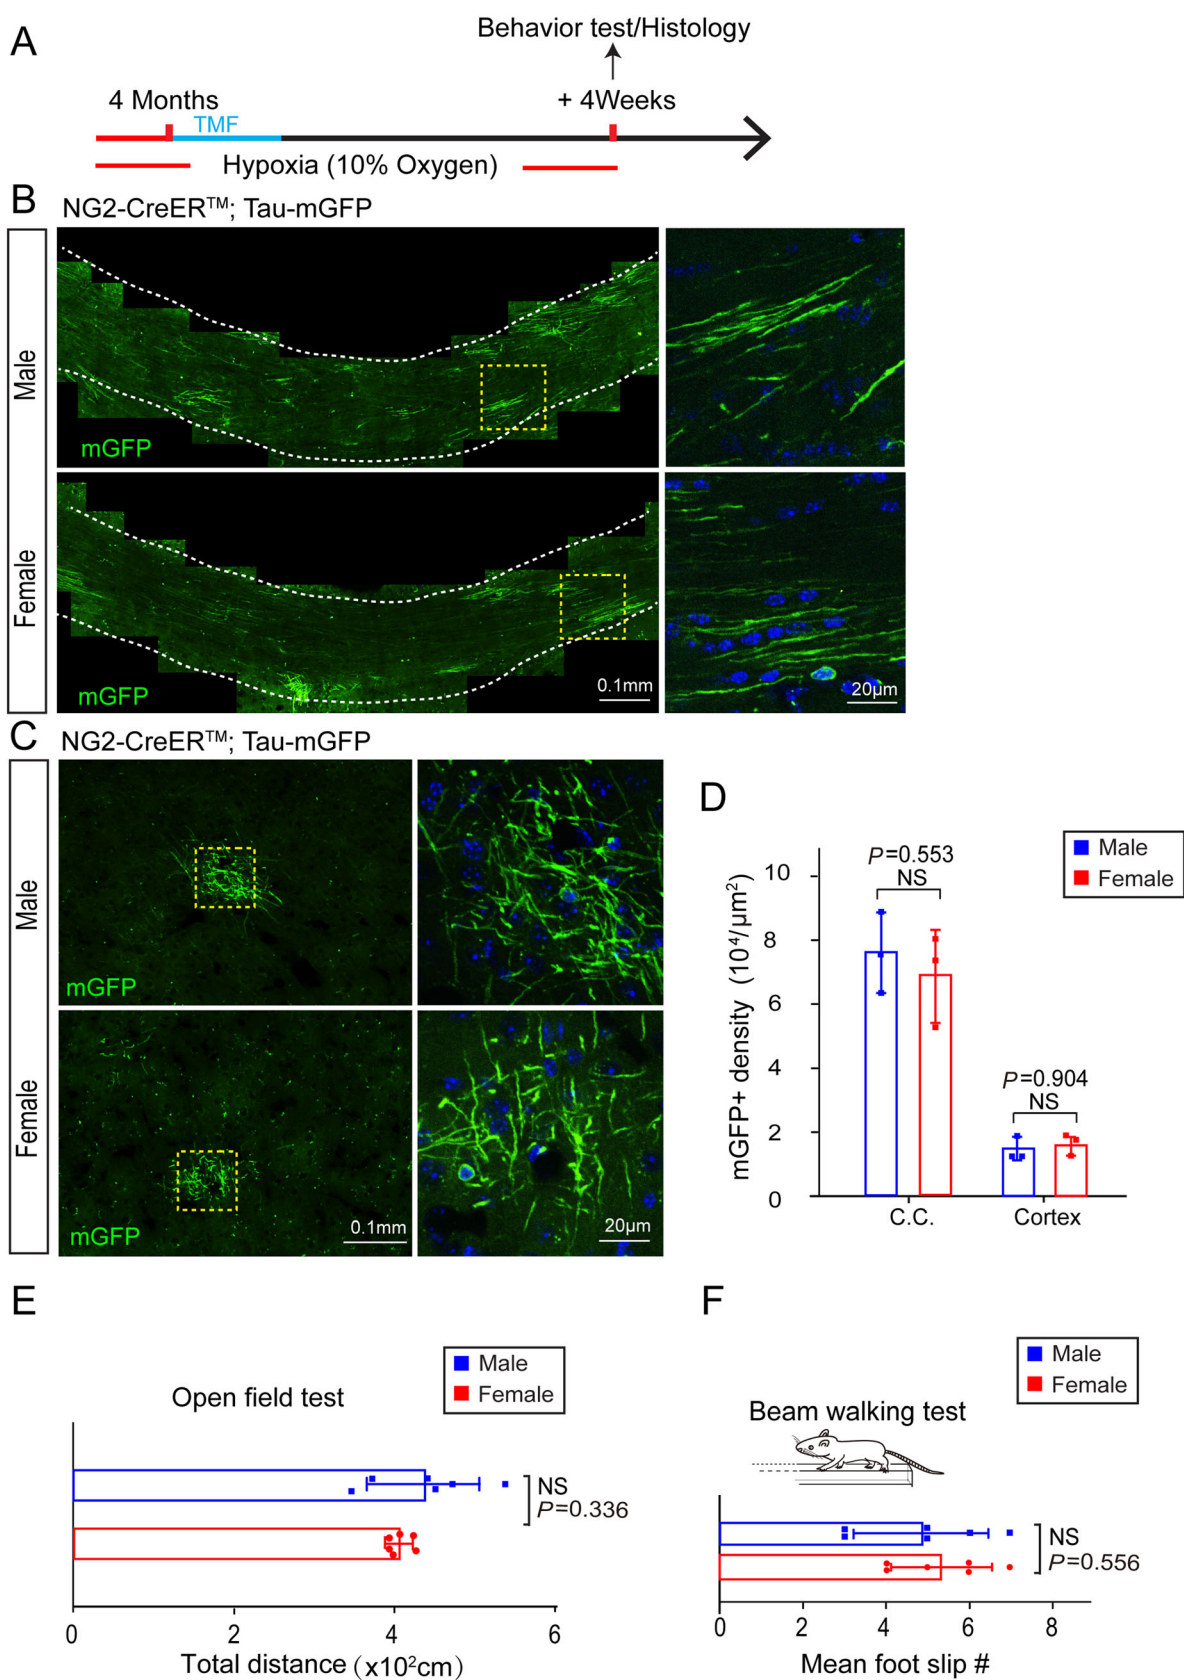 A
Behavior test/Histology
4 Months
+ 4Weeks
TMF
Hypoxia (10% Oxygen)
B
NG2-CreER™; Tau-mGFP
Male
mGFP
Female
mGFP
0.1mm
20µm
C
NG2-CreER™; Tau-mGFP
Male
mGFP
Female
mGFP
0.1mm
20µm
D
Male
Female
P=0.553
NS
P=0.904
NS
mGFP+ density (10⁴/µm²)
10
8
6
4
2
0
C.C.
Cortex
E
Male
Female
Open field test
NS
P=0.336
0
2
4
6
Total distance (x10²cm)
F
Male
Female
Beam walking test
NS
P=0.556
0
2
4
6
8
Mean foot slip #